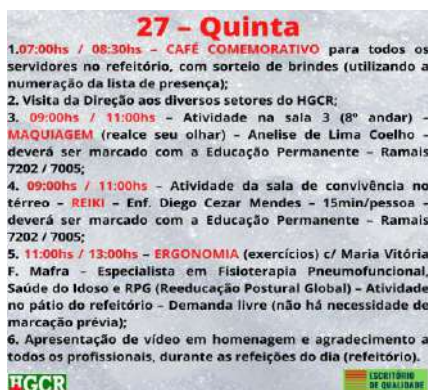 27 – Quinta
1.07:00hs / 08:30hs – CAFÉ COMEMORATIVO para todos os
servidores no refeitório, com sorteio de brindes (utilizando a
numeração da lista de presença);
2. Visita da Direção aos diversos setores do HGCR;
3. 09:00hs / 11:00hs – Atividade na sala 3 (8º andar) –
MAQUIAGEM (realce seu olhar) – Anelise de Lima Coelho –
deverá ser marcado com a Educação Permanente – Ramais
7202 / 7005;
4. 09:00hs / 11:00hs – Atividade da sala de convivência no
térreo – REIKI – Enf. Diego Cezar Mendes – 15min/pessoa –
deverá ser marcado com a Educação Permanente – Ramais
7202 / 7005;
5. 11:00hs / 13:00hs – ERGONOMIA (exercícios) c/ Maria Vitória
F. Mafra – Especialista em Fisioterapia Pneumofuncional,
Saúde do Idoso e RPG (Reeducação Postural Global) – Atividade
no pátio do refeitório – Demanda livre (não há necessidade de
marcação prévia);
6. Apresentação de vídeo em homenagem e agradecimento a
todos os profissionais, durante as refeições do dia (refeitório).
HGCR
ESCRITÓRIO
DE QUALIDADE